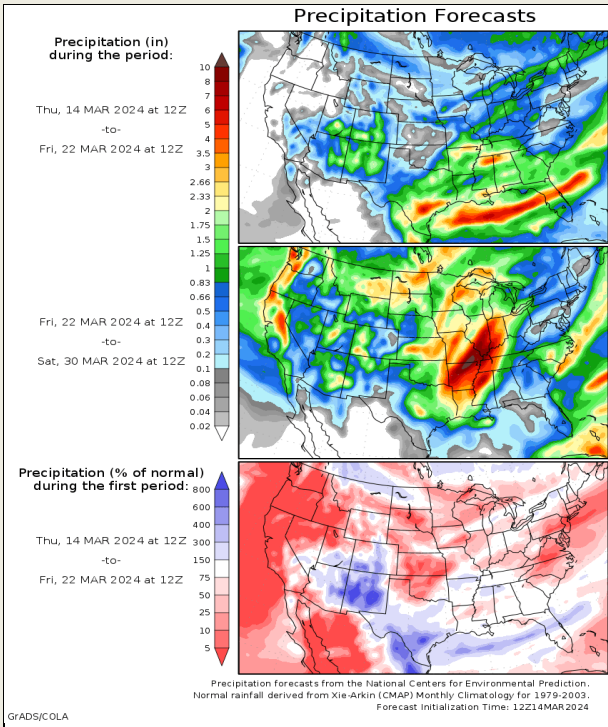 Precipitation Forecasts
Precipitation (in)
during the period:
Thu, 14 MAR 2024 at 12Z
-to-
Fri, 22 MAR 2024 at 12Z
10
8
7
6
5
4
3.5
3
2.66
2.33
2
1.75
1.5
1.25
1
0.83
0.66
0.5
0.4
0.3
0.2
0.1
0.08
0.06
0.04
0.02
Fri, 22 MAR 2024 at 12Z
-to-
Sat, 30 MAR 2024 at 12Z
Precipitation (% of normal)
during the first period:
Thu, 14 MAR 2024 at 12Z
-to-
Fri, 22 MAR 2024 at 12Z
800
600
400
300
150
75
50
25
10
5
Precipitation forecasts from the National Centers for Environmental Prediction.
Normal rainfall derived from Xie-Arkin (CMAP) Monthly Climatology for 1979-2003.
Forecast Initialization Time: 12Z14MAR2024
GrADS/COLA